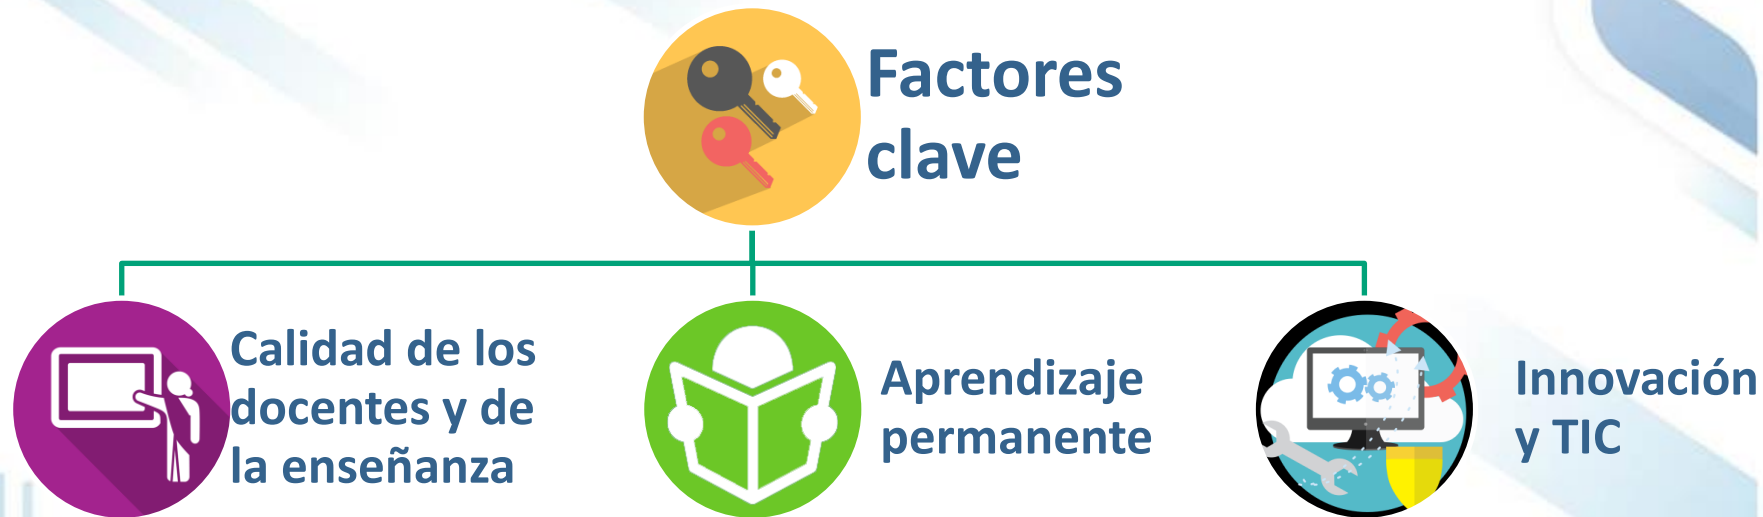 Factores
clave
Calidad de los
docentes y de
la enseñanza
Aprendizaje
permanente
Innovación
y TIC